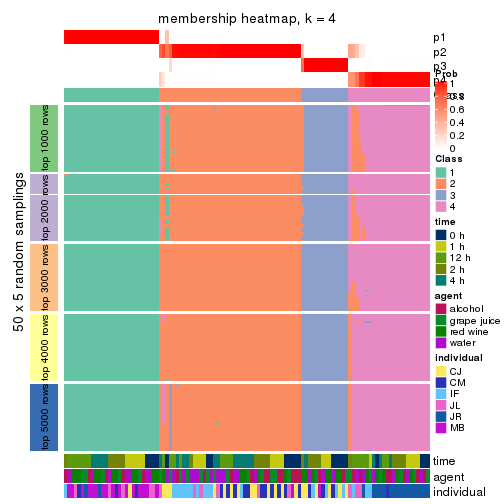 membership heatmap, k = 4
p1
p2
p3
p4
Prob
1
0.8
0.6
0.4
0.2
0
Class
1
2
3
4
time
0 h
1 h
12 h
2 h
4 h
agent
alcohol
grape juice
red wine
water
individual
CJ
CM
IF
JL
JR
MB
50 x 5 random samplings
top 1000 rows
top 2000 rows
top 3000 rows
top 4000 rows
top 5000 rows
time
agent
individual